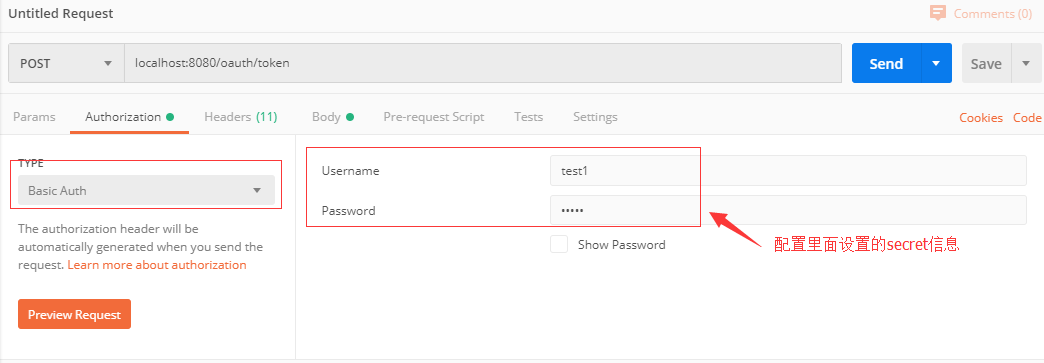 Untitled Request
Comments (0)
POST
localhost:8080/oauth/token
Send
Save
Params
Authorization
Headers (11)
Body
Pre-request Script
Tests
Settings
Cookies
Code
TYPE
Basic Auth
The authorization header will be
automatically generated when you send the
request. Learn more about authorization
Preview Request
Username
test1
Password
•••••
Show Password
配置里面设置的secret信息